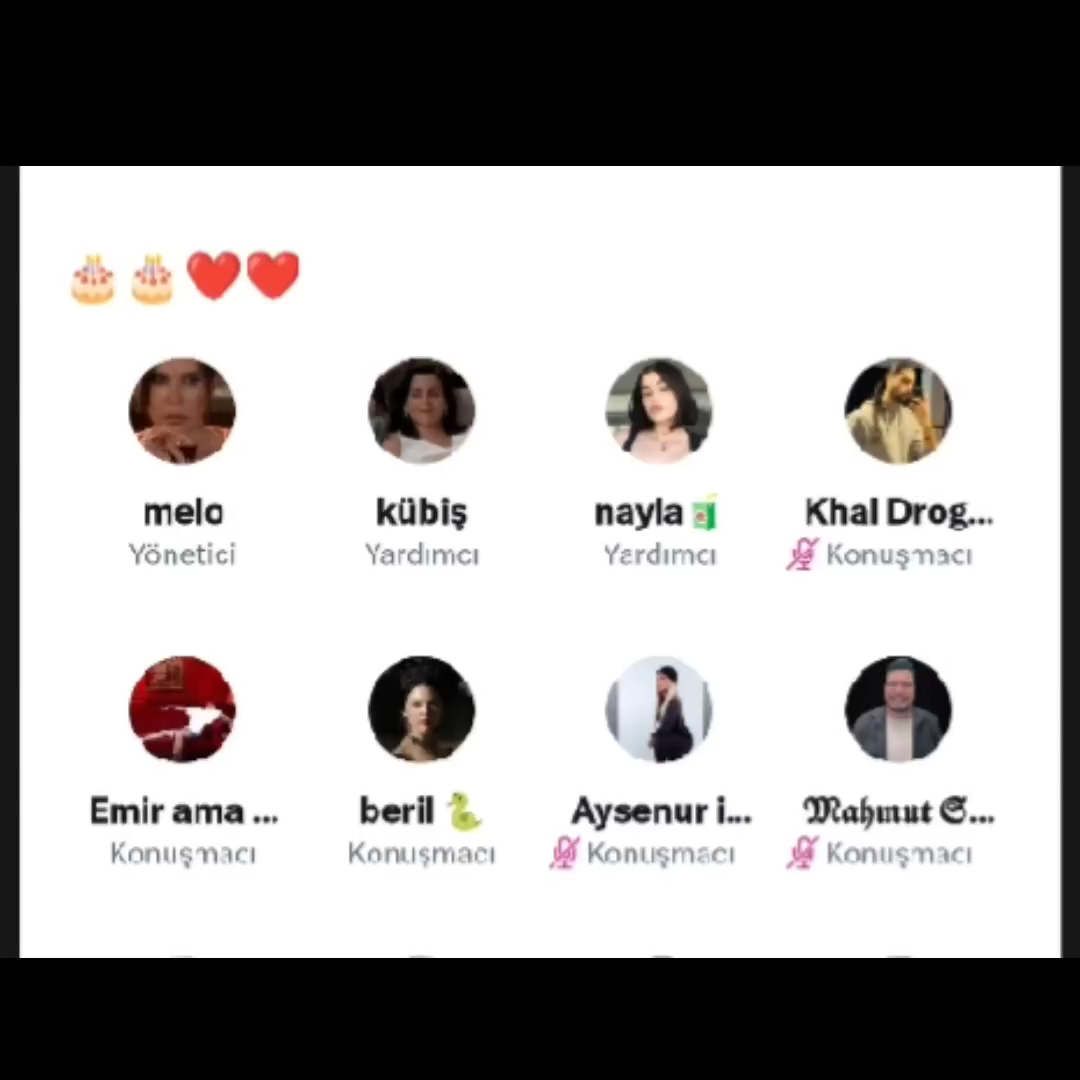 🎂🎂❤️❤️
melo kübiş nayla🧃 Khal Drog...
Yönetici Yardımcı Yardımcı Konuşmacı
Emir ama ... beril 🐍 Aysenur i... 𝕸𝖆𝖍𝖒𝖚𝖙 𝕾...
Konuşmacı Konuşmacı Konuşmacı Konuşmacı